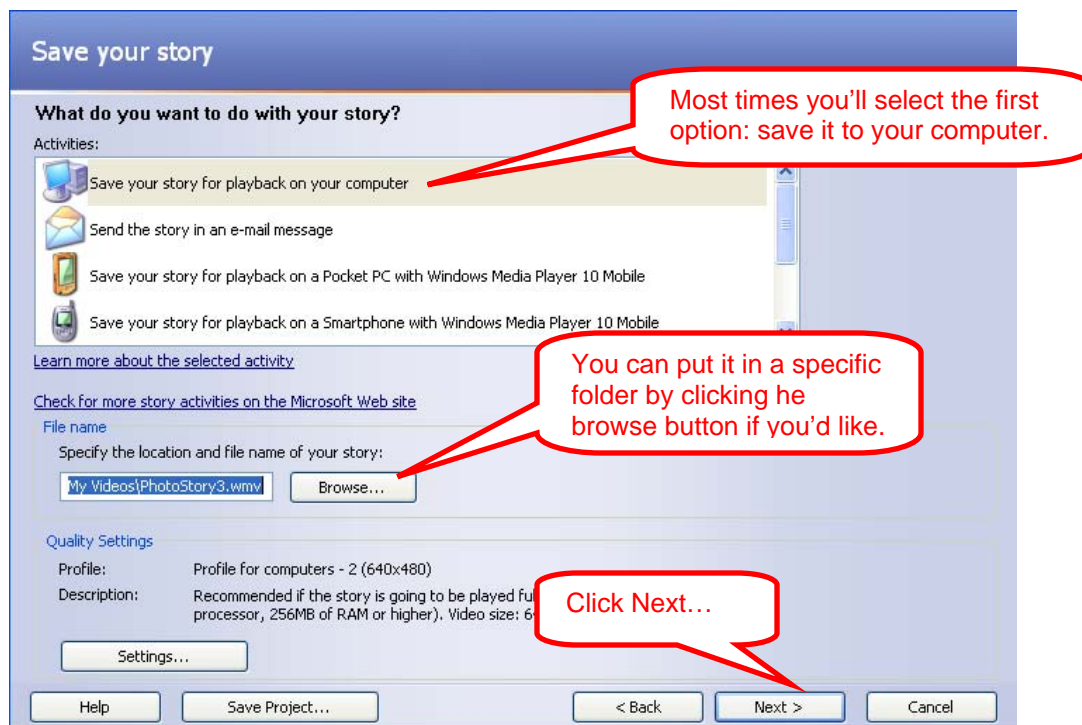 Save your story
What do you want to do with your story?
Most times you'll select the first
option: save it to your computer.
Activities:
Save your story for playback on your computer
Send the story in an e-mail message
Save your story for playback on a Pocket PC with Windows Media Player 10 Mobile
Save your story for playback on a Smartphone with Windows Media Player 10 Mobile
Learn more about the selected activity
You can put it in a specific
folder by clicking he
browse button if you'd like.
Check for more story activities on the Microsoft Web site
File name
Specify the location and file name of your story:
My Videos\PhotoStory3.wmv
Browse...
Quality Settings
Profile: Profile for computers - 2 (640x480)
Description: Recommended if the story is going to be played
processor, 256MB of RAM or higher). Video size:
Click Next…
Settings...
Help
Save Project...
< Back
Next >
Cancel